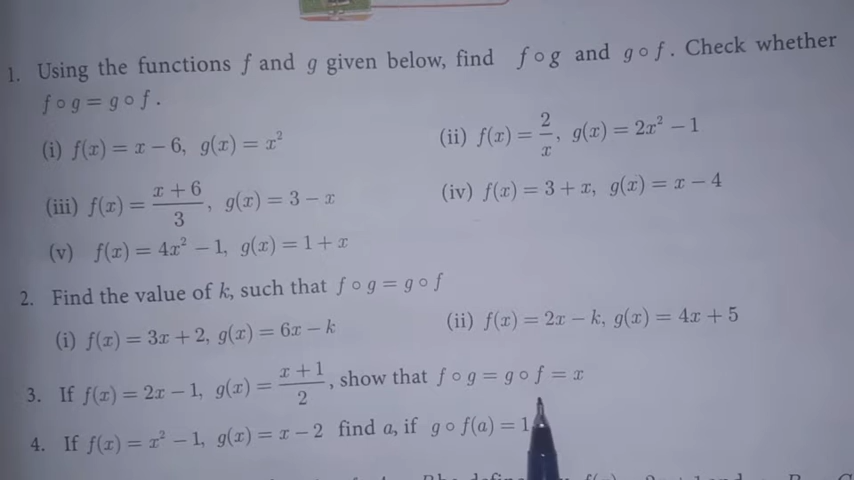 1. Using the functions f and g given below, find f ∘ g and g ∘ f. Check whether
f ∘ g = g ∘ f.
(i) f(x) = x − 6, g(x) = x²
(ii) f(x) = 2/x, g(x) = 2x² − 1
(iii) f(x) = (x + 6)/3, g(x) = 3 − x
(iv) f(x) = 3 + x, g(x) = x − 4
(v) f(x) = 4x² − 1, g(x) = 1 + x
2. Find the value of k, such that f ∘ g = g ∘ f
(i) f(x) = 3x + 2, g(x) = 6x − k
(ii) f(x) = 2x − k, g(x) = 4x + 5
3. If f(x) = 2x − 1, g(x) = (x + 1)/2, show that f ∘ g = g ∘ f = x
4. If f(x) = x² − 1, g(x) = x − 2 find a, if g ∘ f(a) = 1